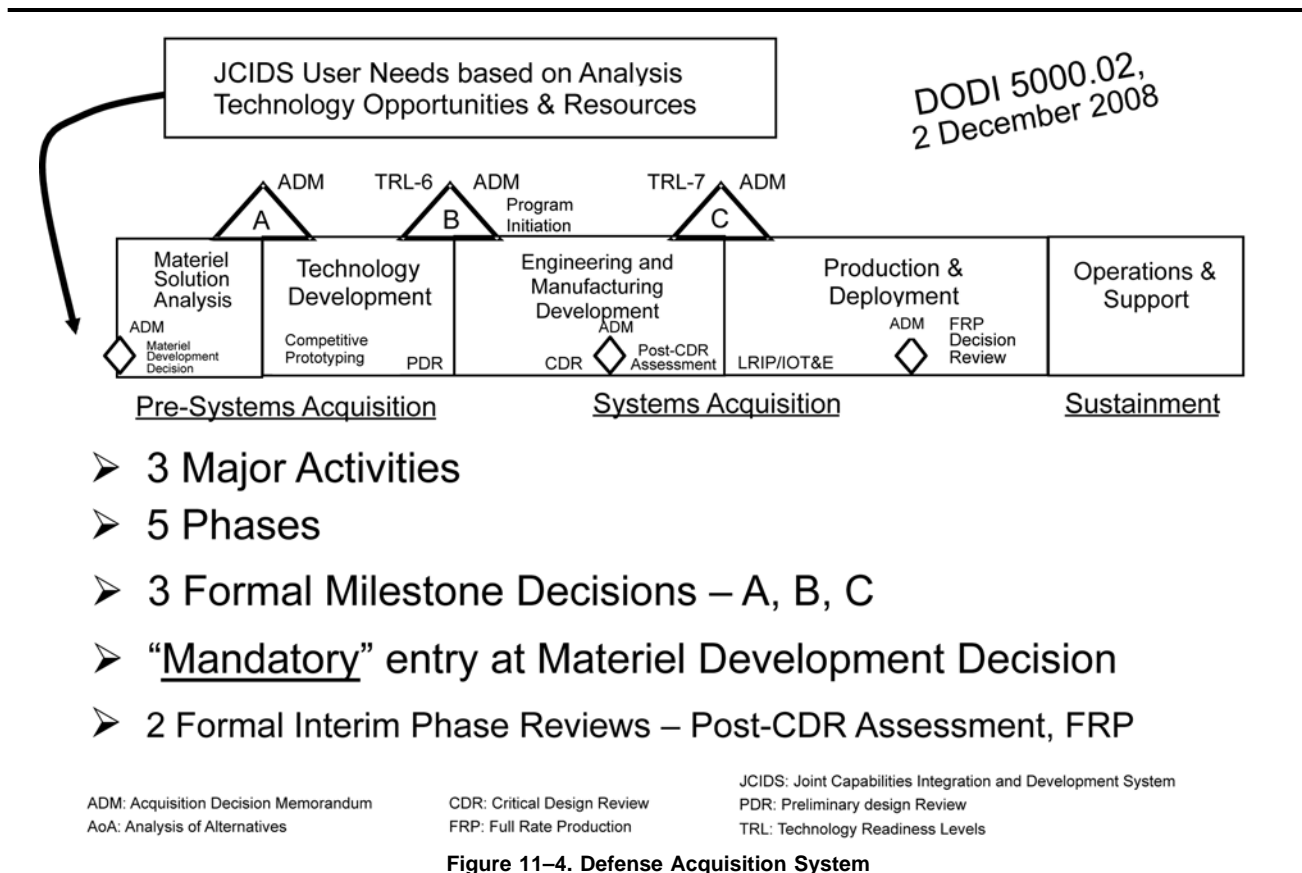 JCIDS User Needs based on Analysis
Technology Opportunities & Resources
DODI 5000.02,
2 December 2008
A
ADM
TRL-6
B
ADM
Program
Initiation
TRL-7
C
ADM
Materiel
Solution
Analysis
ADM
Materiel
Development
Decision
Technology
Development
Competitive
Prototyping
PDR
Engineering and
Manufacturing
Development
ADM
CDR
Post-CDR
Assessment
Production &
Deployment
LRIP/IOT&E
ADM
FRP
Decision
Review
Operations &
Support
Pre-Systems Acquisition
Systems Acquisition
Sustainment
➢ 3 Major Activities
➢ 5 Phases
➢ 3 Formal Milestone Decisions – A, B, C
➢ “Mandatory” entry at Materiel Development Decision
➢ 2 Formal Interim Phase Reviews – Post-CDR Assessment, FRP
ADM: Acquisition Decision Memorandum
AoA: Analysis of Alternatives
CDR: Critical Design Review
FRP: Full Rate Production
JCIDS: Joint Capabilities Integration and Development System
PDR: Preliminary design Review
TRL: Technology Readiness Levels
Figure 11–4. Defense Acquisition System